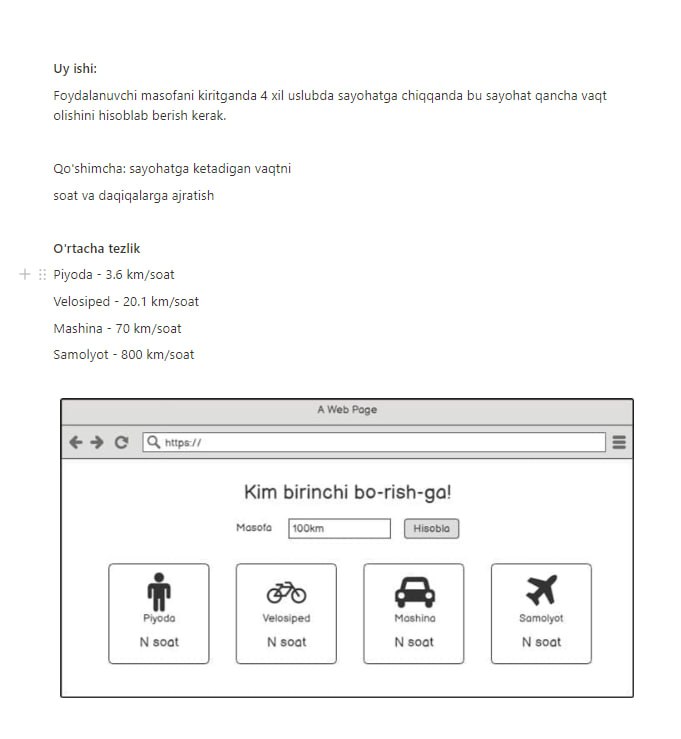 Uy ishi:
Foydalanuvchi masofani kiritganda 4 xil uslubda sayohatga chiqqanda bu sayohat qancha vaqt
olishini hisoblab berish kerak.
Qo'shimcha: sayohatga ketadigan vaqtni
soat va daqiqalarga ajratish
O'rtacha tezlik
Piyoda - 3.6 km/soat
Velosiped - 20.1 km/soat
Mashina - 70 km/soat
Samolyot - 800 km/soat
A Web Page
https://
Kim birinchi bo-rish-ga!
Masofa 100km Hisobla
Piyoda Velosiped Mashina Samolyot
N soat N soat N soat N soat